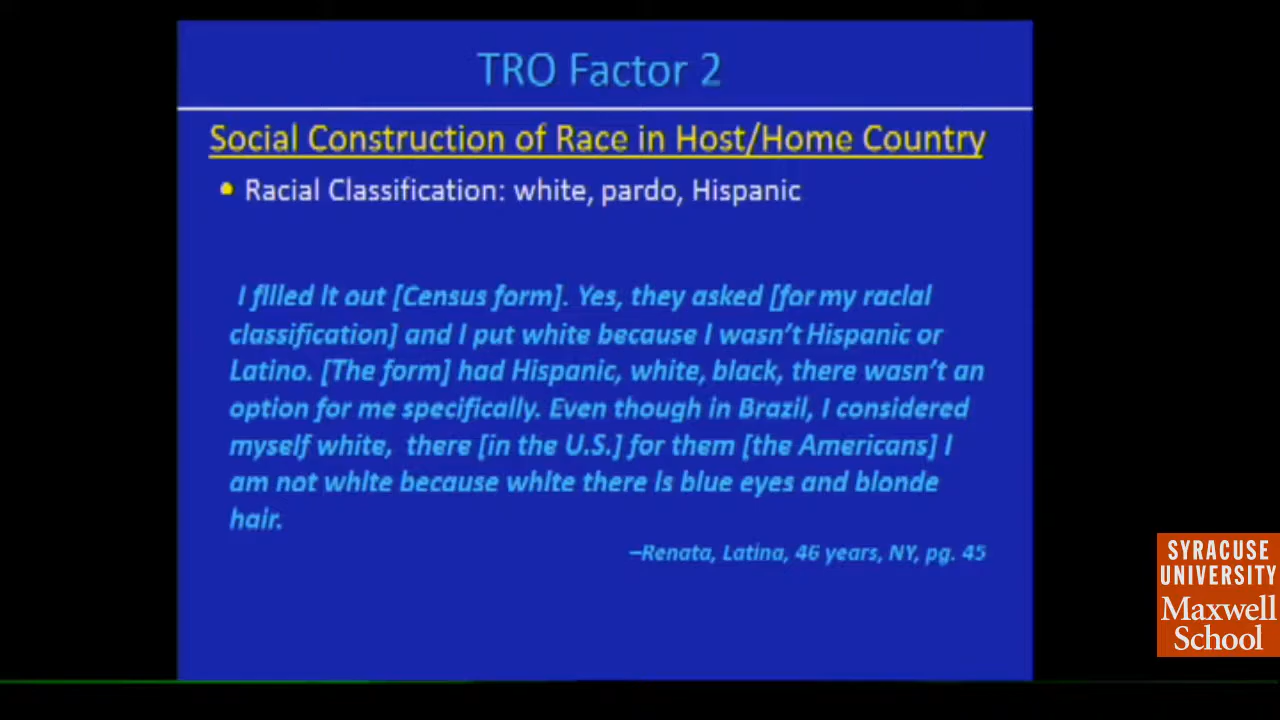 TRO Factor 2
Social Construction of Race in Host/Home Country
• Racial Classification: white, pardo, Hispanic
I filled it out [Census form]. Yes, they asked [for my racial
classification] and I put white because I wasn't Hispanic or
Latino. [The form] had Hispanic, white, black, there wasn't an
option for me specifically. Even though in Brazil, I considered
myself white, there [in the U.S.] for them [the Americans] I
am not white because white there is blue eyes and blonde
hair.
–Renata, Latina, 46 years, NY, pg. 45
SYRACUSE
UNIVERSITY
Maxwell
School